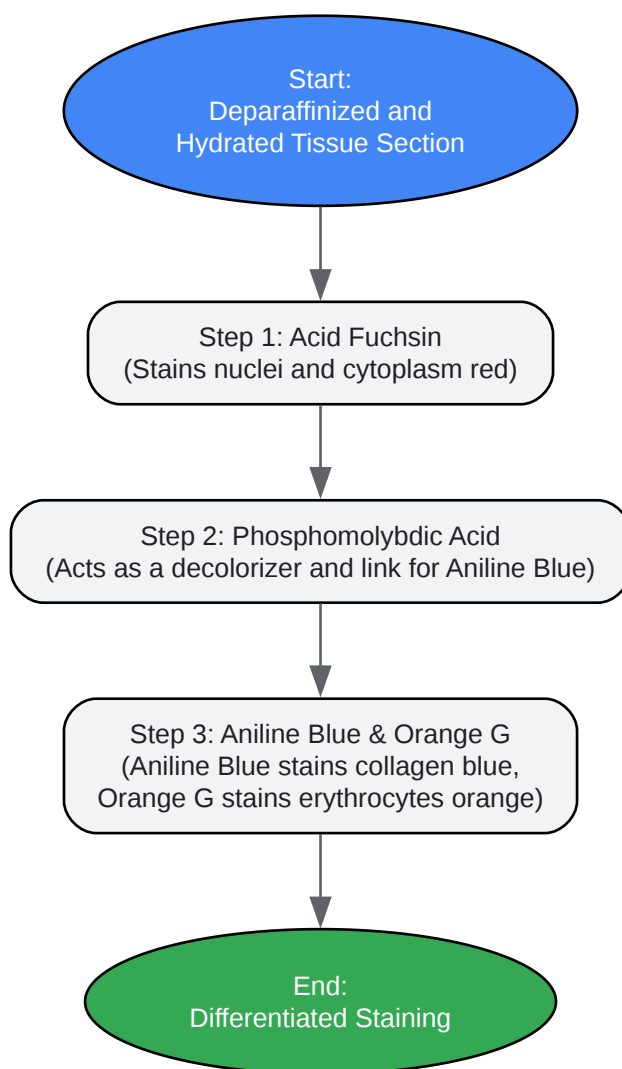 Start:
Deparaffinized and
Hydrated Tissue Section
Step 1: Acid Fuchsin
(Stains nuclei and cytoplasm red)
Step 2: Phosphomolybdic Acid
(Acts as a decolorizer and link for Aniline Blue)
Step 3: Aniline Blue & Orange G
(Aniline Blue stains collagen blue,
Orange G stains erythrocytes orange)
End:
Differentiated Staining